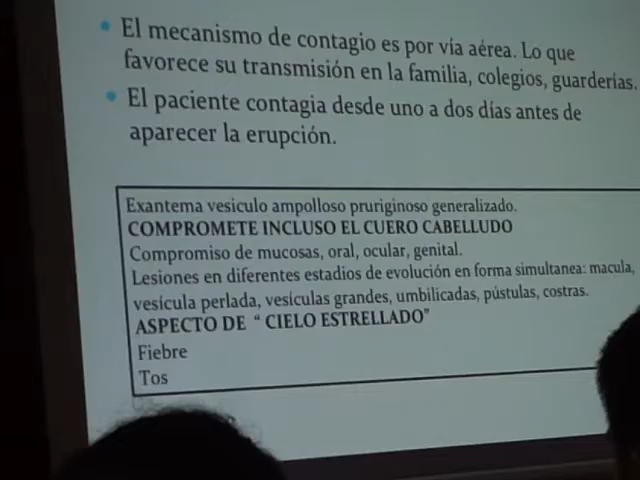 El mecanismo de contagio es por vía aérea. Lo que
favorece su transmisión en la familia, colegios, guarderías.
El paciente contagia desde uno a dos días antes de
aparecer la erupción.
Exantema vesiculo ampolloso pruriginoso generalizado.
COMPROMETE INCLUSO EL CUERO CABELLUDO
Compromiso de mucosas, oral, ocular, genital.
Lesiones en diferentes estadios de evolución en forma simultanea: macula,
vesícula perlada, vesículas grandes, umbilicadas, pústulas, costras.
ASPECTO DE “ CIELO ESTRELLADO”
Fiebre
Tos